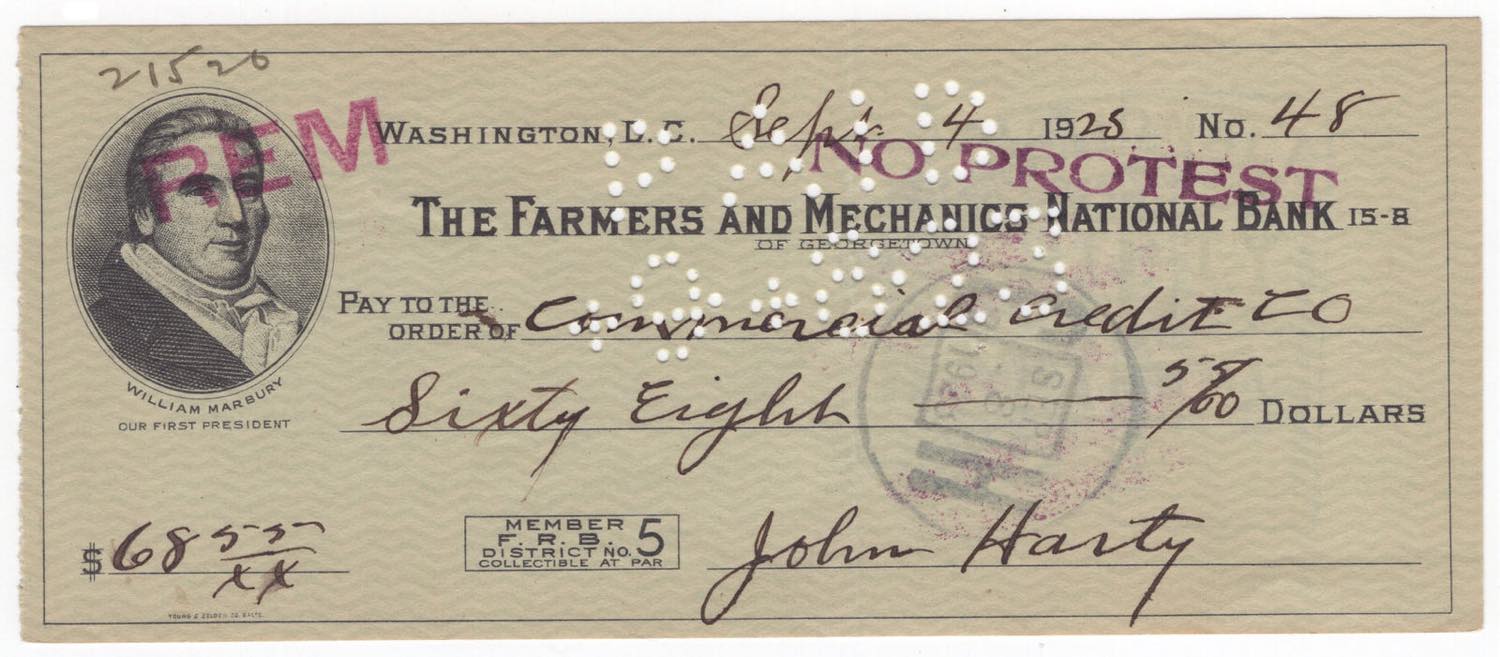 21520
REM
WASHINGTON, D.C. Sept. 4 1928 No. 48
NO PROTEST
THE FARMERS AND MECHANICS NATIONAL BANK 15-8
OF GEORGETOWN
PAY TO THE
ORDER OF Commercial Credit Co
Sixty Eight 55/00 DOLLARS
WILLIAM MARBURY
OUR FIRST PRESIDENT
$ 68 55/xx
MEMBER
F. R. B.
DISTRICT NO. 5
COLLECTIBLE AT PAR
John Harty